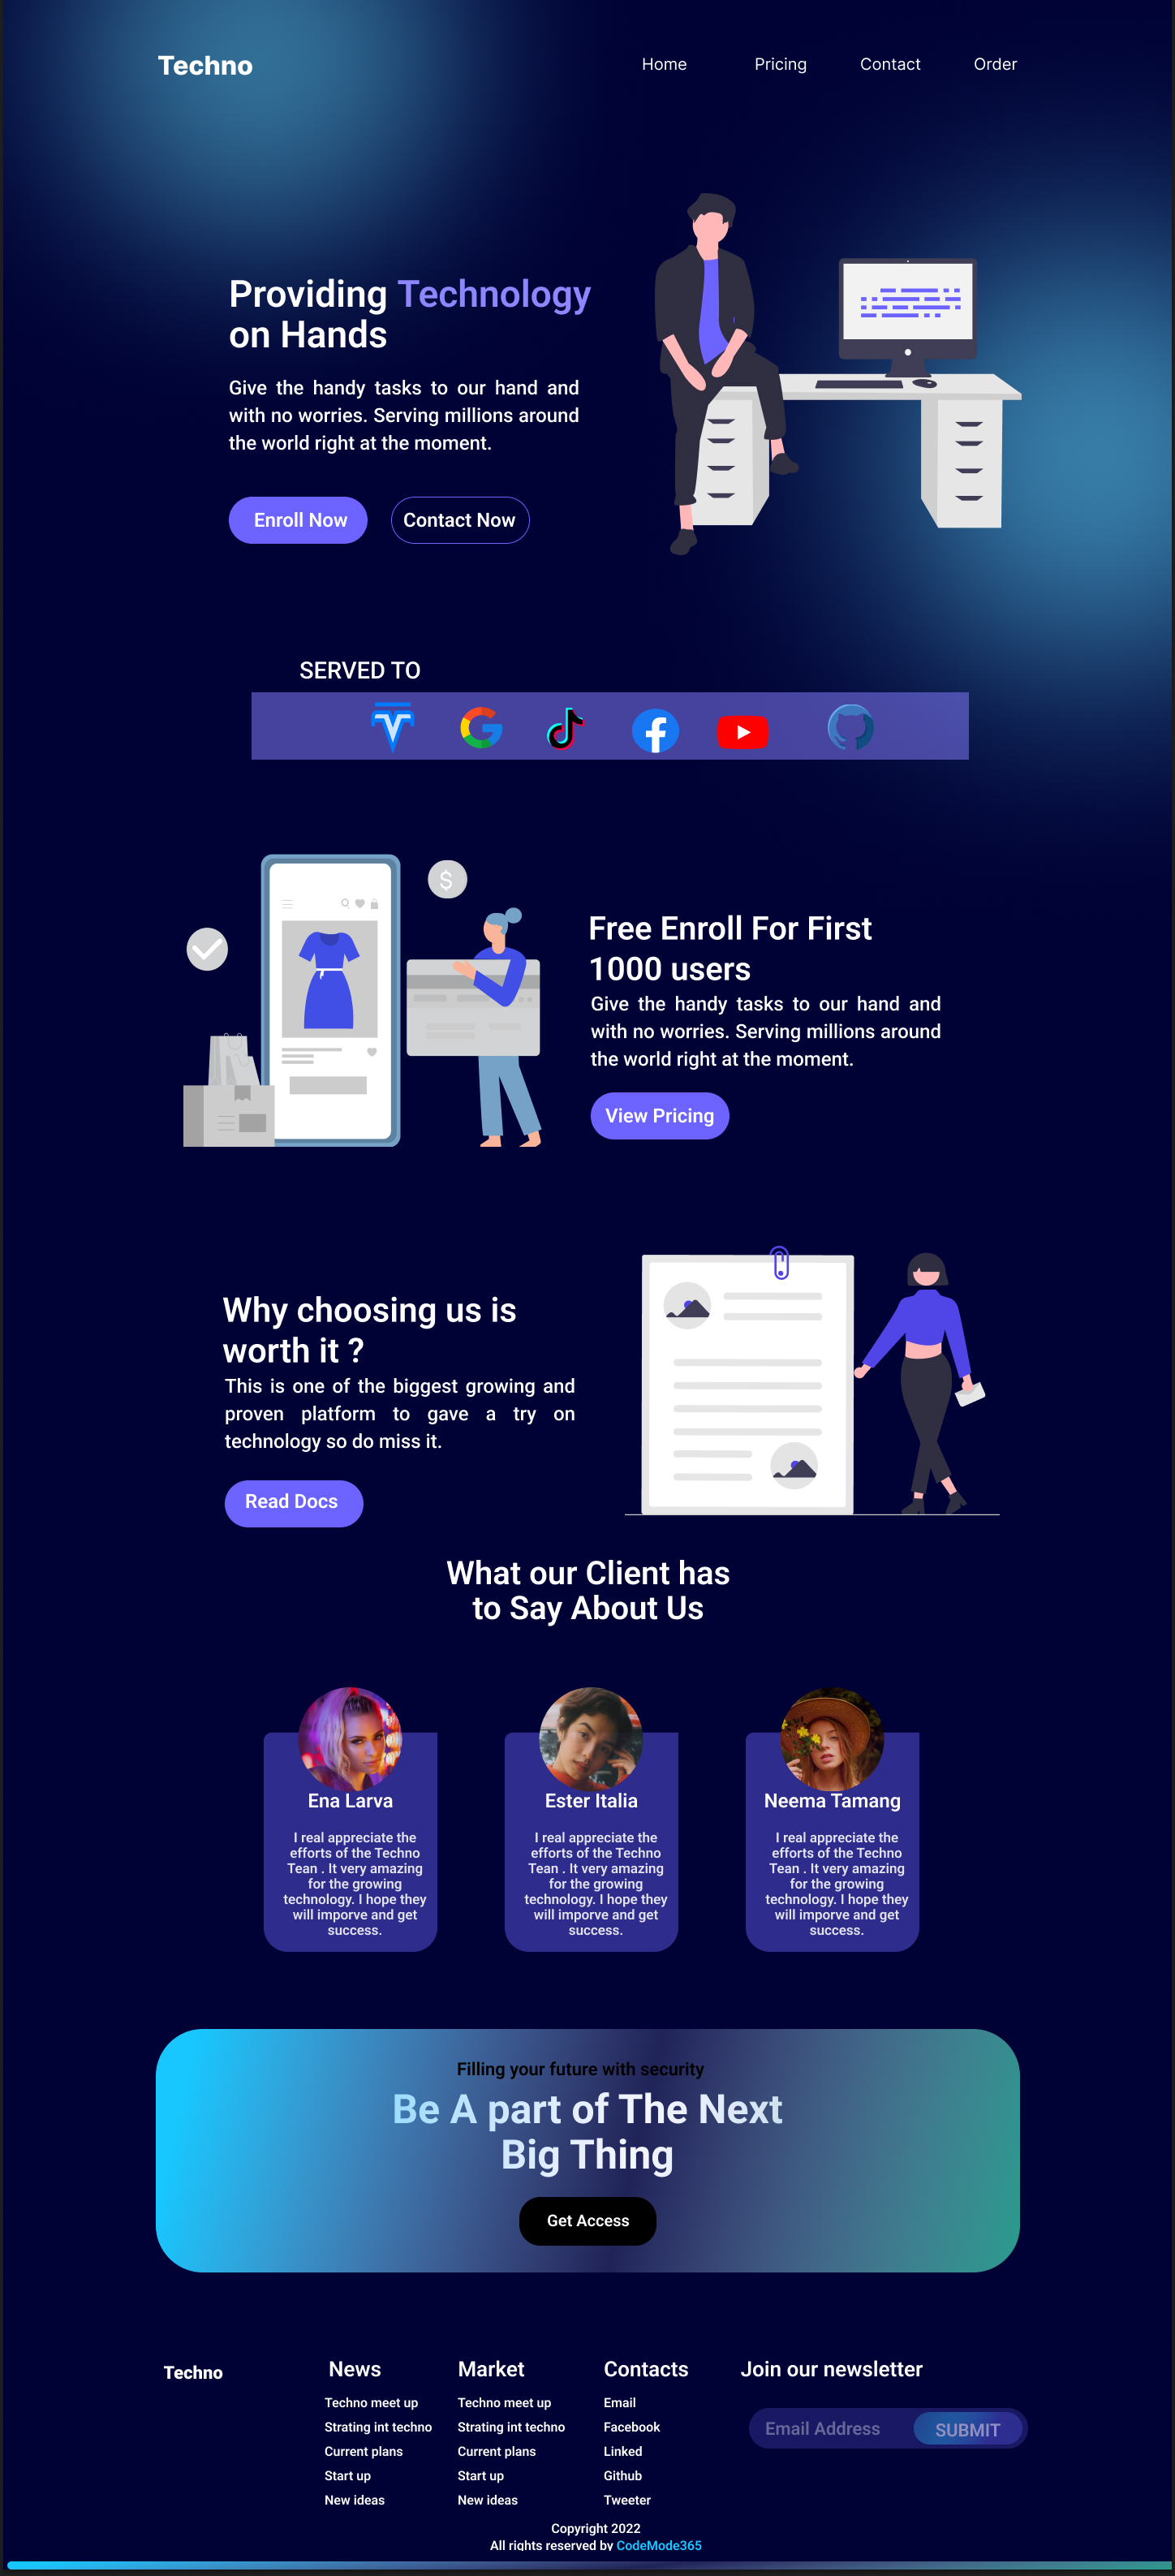 Techno
Home
Pricing
Contact
Order
Providing Technology
on Hands
Give the handy tasks to our hand and
with no worries. Serving millions around
the world right at the moment.
Enroll Now
Contact Now
SERVED TO
$
Free Enroll For First
1000 users
Give the handy tasks to our hand and
with no worries. Serving millions around
the world right at the moment.
View Pricing
Why choosing us is
worth it ?
This is one of the biggest growing and
proven platform to gave a try on
technology so do miss it.
Read Docs
What our Client has
to Say About Us
Ena Larva
I real appreciate the
efforts of the Techno
Tean . It very amazing
for the growing
technology. I hope they
will imporve and get
success.
Ester Italia
I real appreciate the
efforts of the Techno
Tean . It very amazing
for the growing
technology. I hope they
will imporve and get
success.
Neema Tamang
I real appreciate the
efforts of the Techno
Tean . It very amazing
for the growing
technology. I hope they
will imporve and get
success.
Filling your future with security
Be A part of The Next
Big Thing
Get Access
Techno
News
Techno meet up
Strating int techno
Current plans
Start up
New ideas
Market
Techno meet up
Strating int techno
Current plans
Start up
New ideas
Contacts
Email
Facebook
Linked
Github
Tweeter
Join our newsletter
Email Address
SUBMIT
Copyright 2022
All rights reserved by CodeMode365